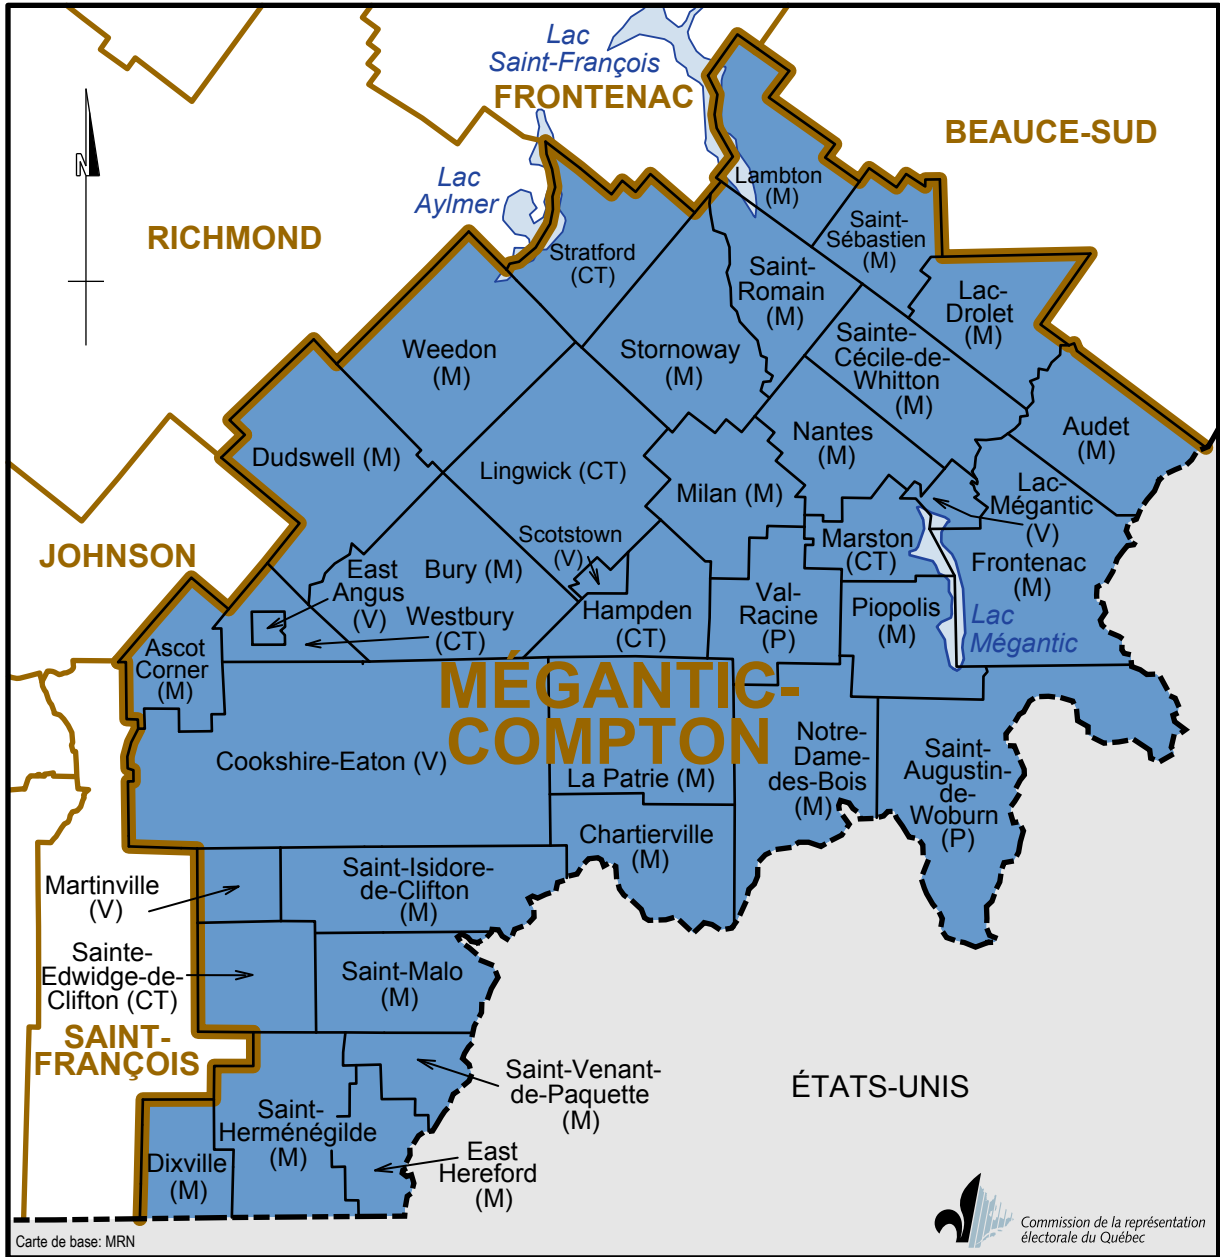 Lac
Saint-François
FRONTENAC
BEAUCE-SUD
N
Lac
Aylmer
Lambton
(M)
RICHMOND
Saint-
Sébastien
(M)
Stratford
(CT)
Saint-
Romain
(M)
Lac-
Drolet
(M)
Weedon
(M)
Stornoway
(M)
Sainte-
Cécile-de-
Whitton
(M)
Audet
(M)
Nantes
(M)
Dudswell (M)
Lingwick (CT)
Milan (M)
Lac-
Mégantic
(V)
JOHNSON
Scotstown
(V)
Marston
(CT)
Frontenac
(M)
East
Angus
(V)
Bury (M)
Westbury
(CT)
Hampden
(CT)
Val-
Racine
(P)
Piopolis
(M)
Lac
Mégantic
Ascot
Corner
(M)
MÉGANTIC-
COMPTON
Cookshire-Eaton (V)
La Patrie (M)
Notre-
Dame-
des-Bois
(M)
Saint-
Augustin-
de-
Woburn
(P)
Chartierville
(M)
Martinville
(V)
Saint-Isidore-
de-Clifton
(M)
Sainte-
Edwidge-de-
Clifton (CT)
Saint-Malo
(M)
SAINT-
FRANÇOIS
Saint-Venant-
de-Paquette
(M)
ÉTATS-UNIS
Saint-
Herménégilde
(M)
Dixville
(M)
East
Hereford
(M)
Carte de base: MRN
Commission de la représentation
électorale du Québec